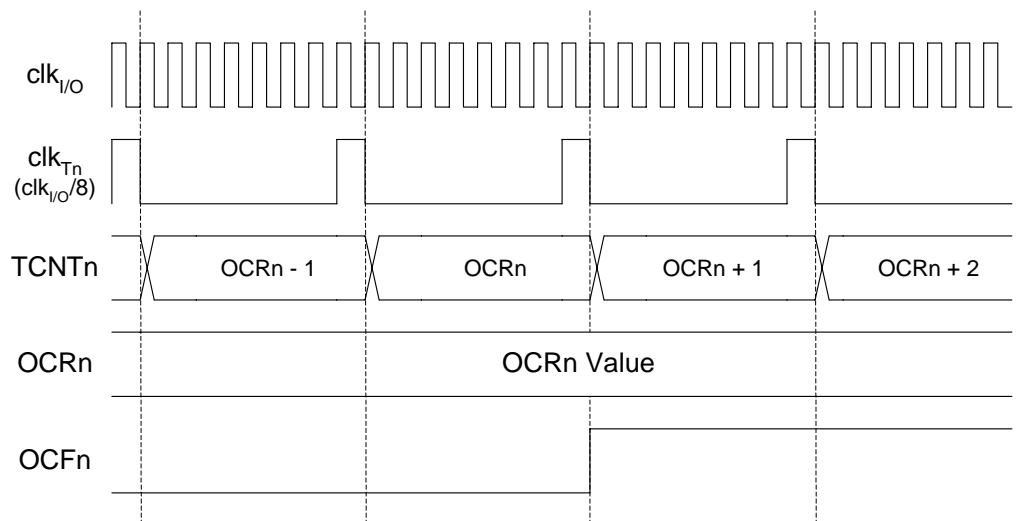 clkI/O
clkTn
(clkI/O/8)
TCNTn OCRn - 1 OCRn OCRn + 1 OCRn + 2
OCRn OCRn Value
OCFn